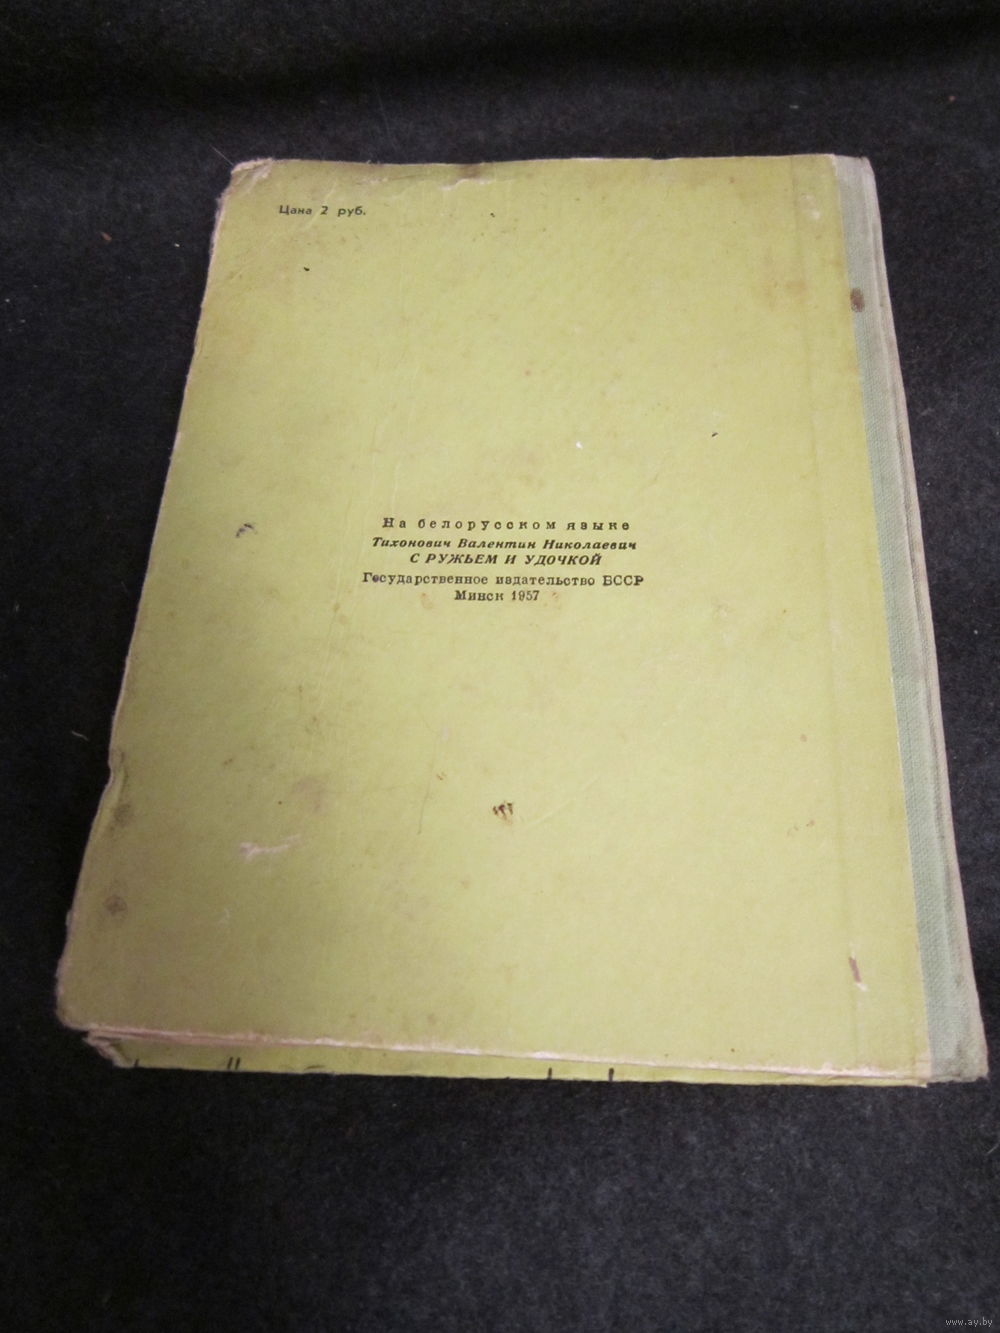 Цана 2 руб.
На белорусском языке
Тихонович Валентин Николаевич
С РУЖЬЕМ И УДОЧКОЙ
Государственное издательство БССР
Минск 1957
www.ay.by